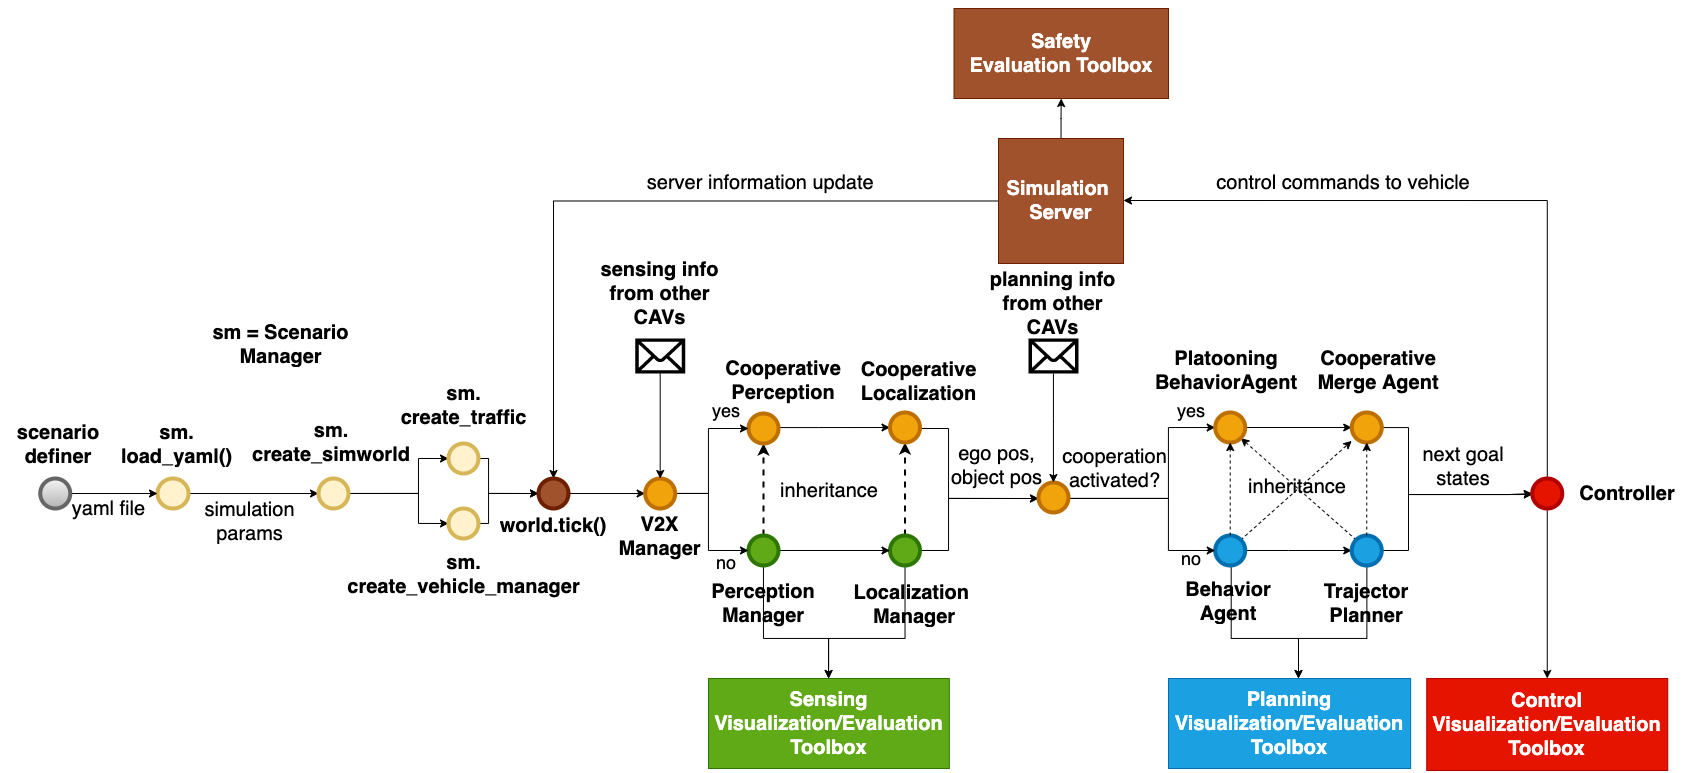 Safety
Evaluation Toolbox
Simulation
Server
server information update
control commands to vehicle
sensing info
from other
CAVs
planning info
from other
CAVs
sm = Scenario
Manager
scenario
definer
yaml file
sm.
load_yaml()
simulation
params
sm.
create_simworld
sm.
create_traffic
sm.
create_vehicle_manager
world.tick()
V2X
Manager
yes
no
Cooperative
Perception
Cooperative
Localization
inheritance
Perception
Manager
Localization
Manager
ego pos,
object pos
cooperation
activated?
yes
no
Platooning
BehaviorAgent
Cooperative
Merge Agent
inheritance
Behavior
Agent
Trajector
Planner
next goal
states
Controller
Sensing
Visualization/Evaluation
Toolbox
Planning
Visualization/Evaluation
Toolbox
Control
Visualization/Evaluation
Toolbox